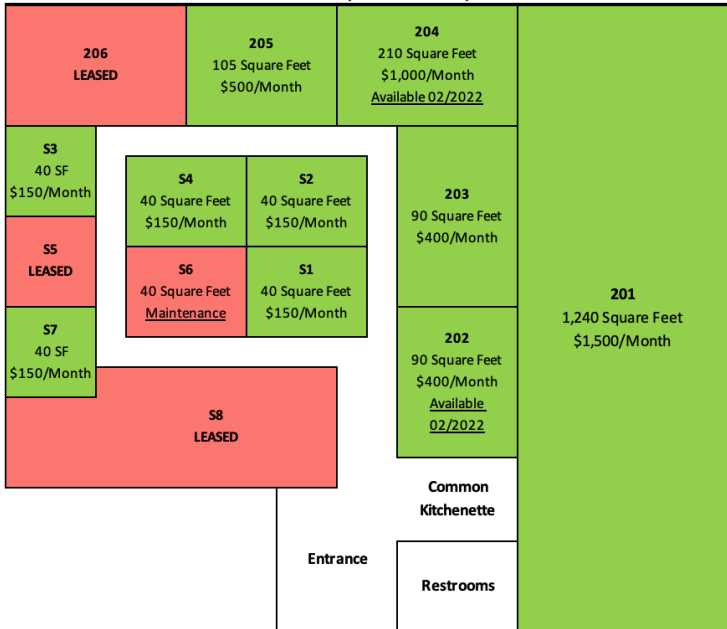 206
LEASED
205
105 Square Feet
$500/Month
204
210 Square Feet
$1,000/Month
Available 02/2022
S3
40 SF
$150/Month
S4
40 Square Feet
$150/Month
S2
40 Square Feet
$150/Month
203
90 Square Feet
$400/Month
201
1,240 Square Feet
$1,500/Month
S5
LEASED
S6
40 Square Feet
Maintenance
S1
40 Square Feet
$150/Month
S7
40 SF
$150/Month
202
90 Square Feet
$400/Month
Available
02/2022
S8
LEASED
Common
Kitchenette
Entrance
Restrooms